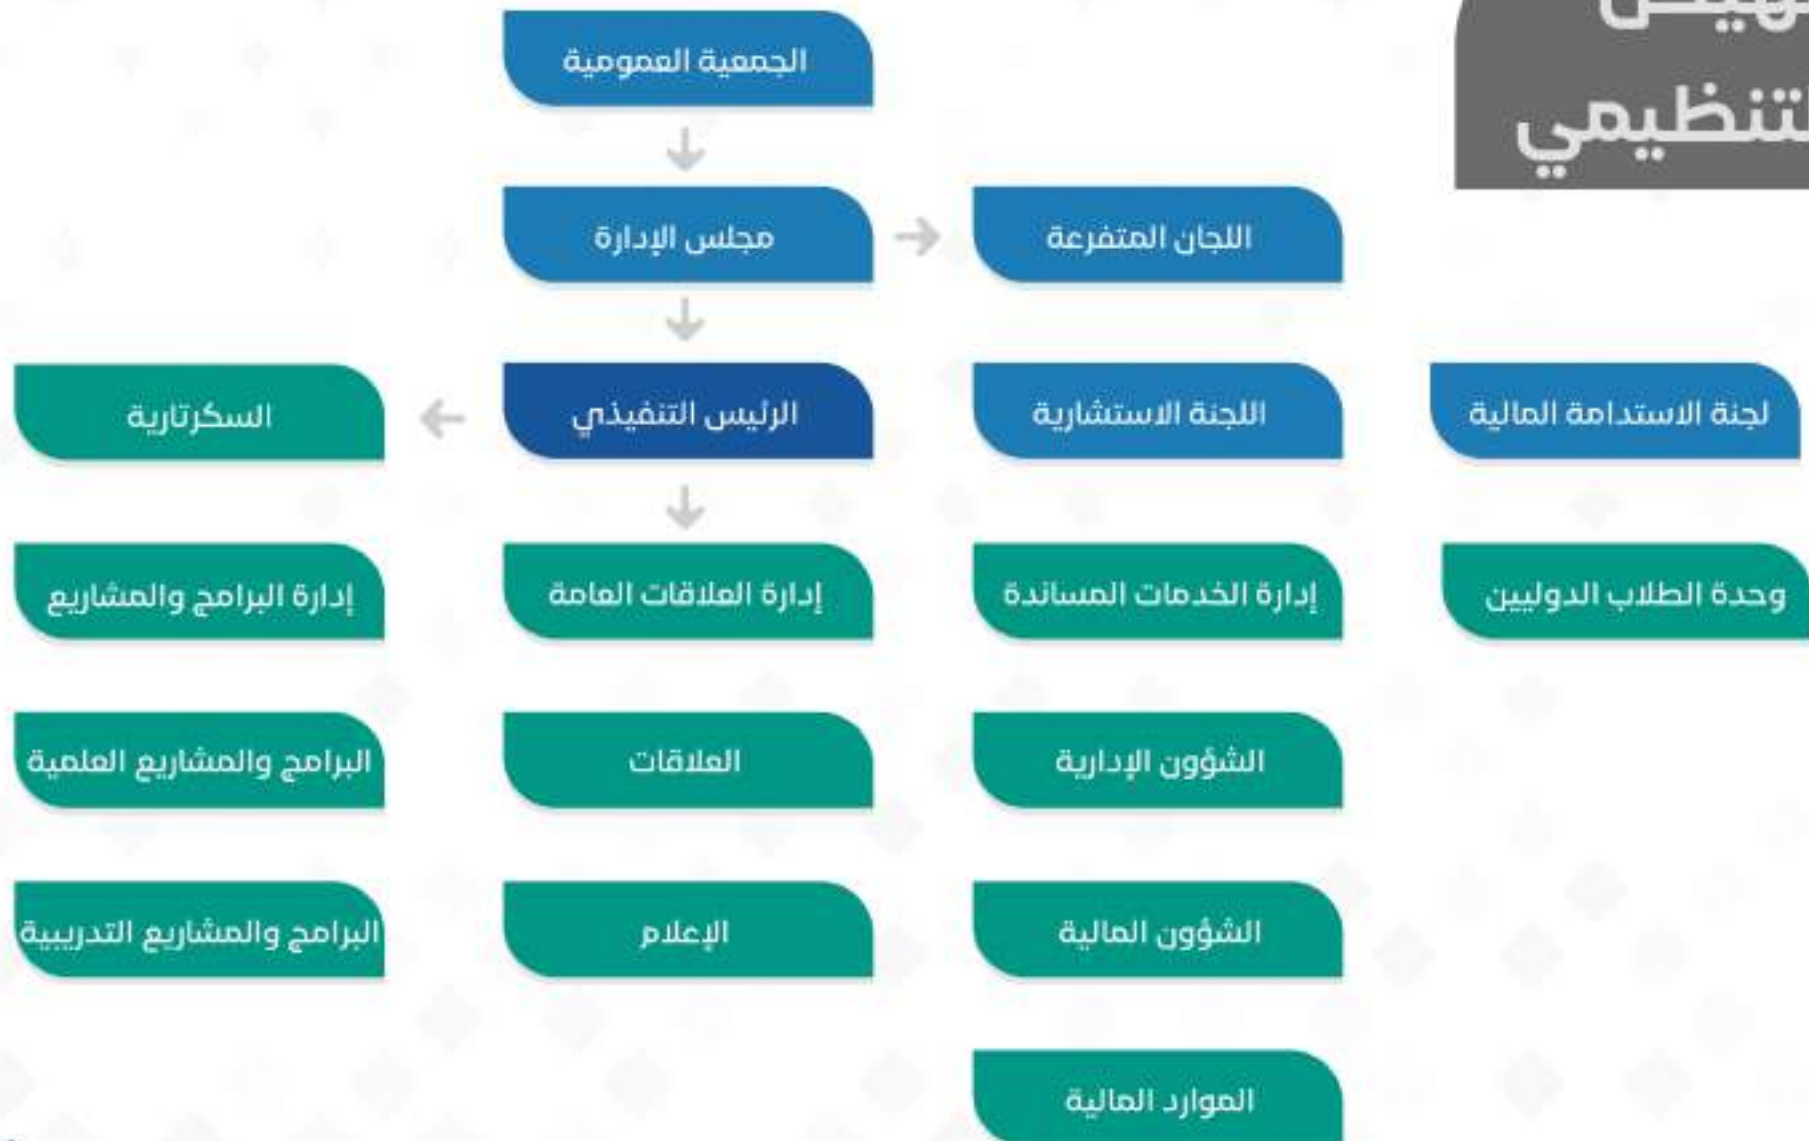 الجمعية العمومية
مجلس الإدارة
اللجان المتفرعة
لجنة الاستدامة المالية
اللجنة الاستشارية
الرئيس التنفيذي
السكرتارية
وحدة الطلاب الدوليين
إدارة الخدمات المساندة
إدارة العلاقات العامة
إدارة البرامج والمشاريع
الشؤون الإدارية
العلاقات
البرامج والمشاريع العلمية
الشؤون المالية
الإعلام
البرامج والمشاريع التدريبية
الموارد المالية